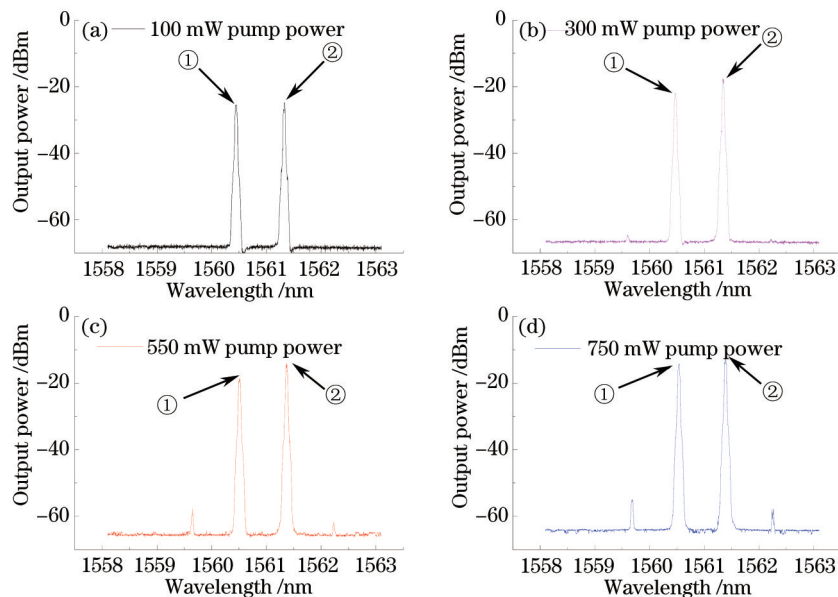 (a) 100 mW pump power
① ②
Output power /dBm
0
−20
−40
−60
1558 1559 1560 1561 1562 1563
Wavelength /nm
(b) 300 mW pump power
① ②
Output power /dBm
0
−20
−40
−60
1558 1559 1560 1561 1562 1563
Wavelength /nm
(c) 550 mW pump power
① ②
Output power /dBm
0
−20
−40
−60
1558 1559 1560 1561 1562 1563
Wavelength /nm
(d) 750 mW pump power
① ②
Output power /dBm
0
−20
−40
−60
1558 1559 1560 1561 1562 1563
Wavelength /nm